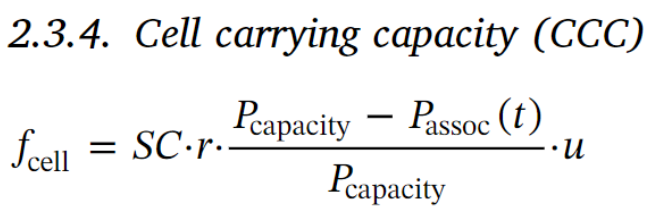 2.3.4. Cell carrying capacity (CCC)
f_cell = SC·r· (P_capacity − P_assoc (t)) / P_capacity ·u